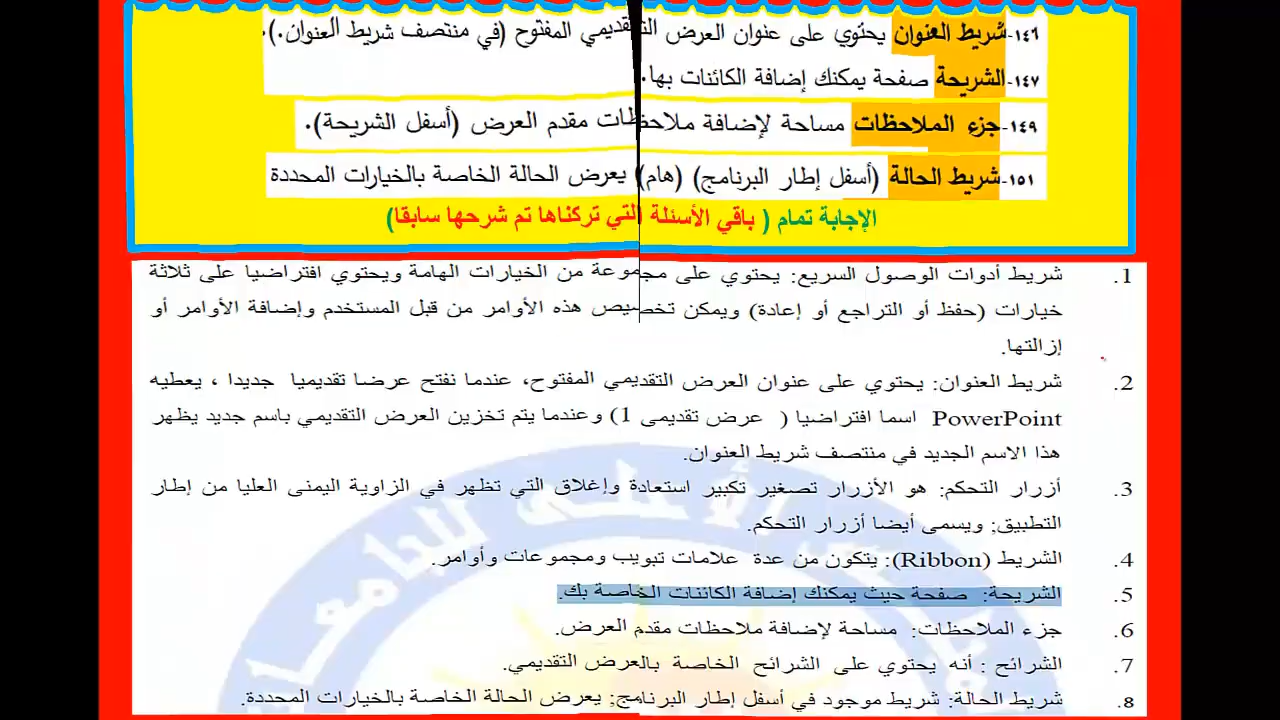 ١٤٦-شريط العنوان يحتوي على عنوان العرض التقديمي المفتوح (في منتصف شريط العنوان.).
١٤٧-الشريحة صفحة يمكنك إضافة الكائنات بها.
١٤٩-جزء الملاحظات مساحة لإضافة ملاحظات مقدم العرض (أسفل الشريحة).
١٥١-شريط الحالة (أسفل إطار البرنامج) (هام) يعرض الحالة الخاصة بالخيارات المحددة
الإجابة تمام ( باقي الأسئلة التي تركناها تم شرحها سابقا)
1. شريط أدوات الوصول السريع: يحتوي على مجموعة من الخيارات الهامة ويحتوي افتراضيا على ثلاثة
خيارات (حفظ أو التراجع أو إعادة) ويمكن تخصيص هذه الأوامر من قبل المستخدم وإضافة الأوامر أو
إزالتها.
2. شريط العنوان: يحتوي على عنوان العرض التقديمي المفتوح، عندما نفتح عرضا تقديميا جديدا ، يعطيه
PowerPoint اسما افتراضيا ( عرض تقديمى 1) وعندما يتم تخزين العرض التقديمي باسم جديد يظهر
هذا الاسم الجديد في منتصف شريط العنوان.
3. أزرار التحكم: هو الأزرار تصغير تكبير استعادة وإغلاق التي تظهر في الزاوية اليمنى العليا من إطار
التطبيق; ويسمى أيضا أزرار التحكم.
4. الشريط (Ribbon): يتكون من عدة علامات تبويب ومجموعات وأوامر.
5. الشريحة: صفحة حيث يمكنك إضافة الكائنات الخاصة بك.
6. جزء الملاحظات: مساحة لإضافة ملاحظات مقدم العرض.
7. الشرائح : أنه يحتوي على الشرائح الخاصة بالعرض التقديمي.
8. شريط الحالة: شريط موجود في أسفل إطار البرنامج; يعرض الحالة الخاصة بالخيارات المحددة.